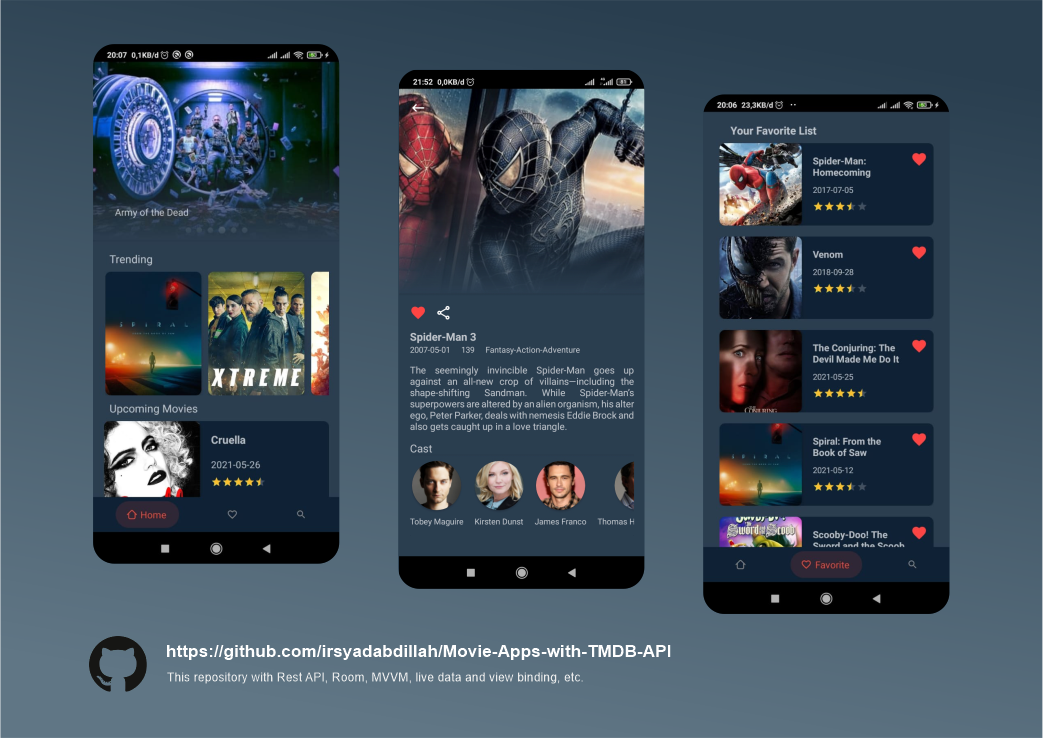 20:07 0,1KB/d
Army of the Dead
Trending
SPIRAL
XTREME
Upcoming Movies
Cruella
2021-05-26
Home
21:52 0,0KB/d
Spider-Man 3
2007-05-01 139 Fantasy-Action-Adventure
The seemingly invincible Spider-Man goes up
against an all-new crop of villains—including the
shape-shifting Sandman. While Spider-Man's
superpowers are altered by an alien organism, his alter
ego, Peter Parker, deals with nemesis Eddie Brock and
also gets caught up in a love triangle.
Cast
Tobey Maguire Kirsten Dunst James Franco Thomas H
20:06 23,3KB/d
Your Favorite List
Spider-Man:
Homecoming
2017-07-05
Venom
2018-09-28
The Conjuring: The
Devil Made Me Do It
2021-05-25
CONJURING
Spiral: From the
Book of Saw
2021-05-12
SPIRAL
Scooby-Doo! The
Sword and the Scoob
Favorite
https://github.com/irsyadabdillah/Movie-Apps-with-TMDB-API
This repository with Rest API, Room, MVVM, live data and view binding, etc.